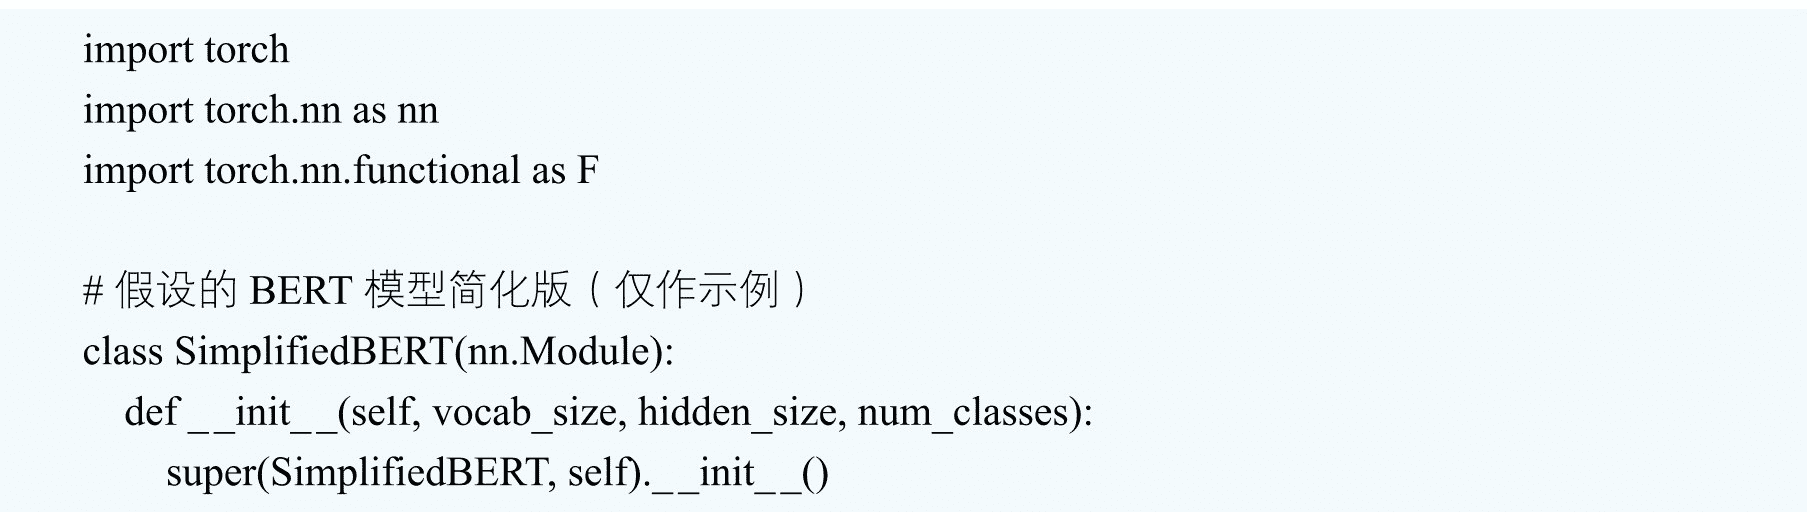 import torch
import torch.nn as nn
import torch.nn.functional as F
# 假设的 BERT 模型简化版（仅作示例）
class SimplifiedBERT(nn.Module):
def __init__(self, vocab_size, hidden_size, num_classes):
super(SimplifiedBERT, self).__init__()